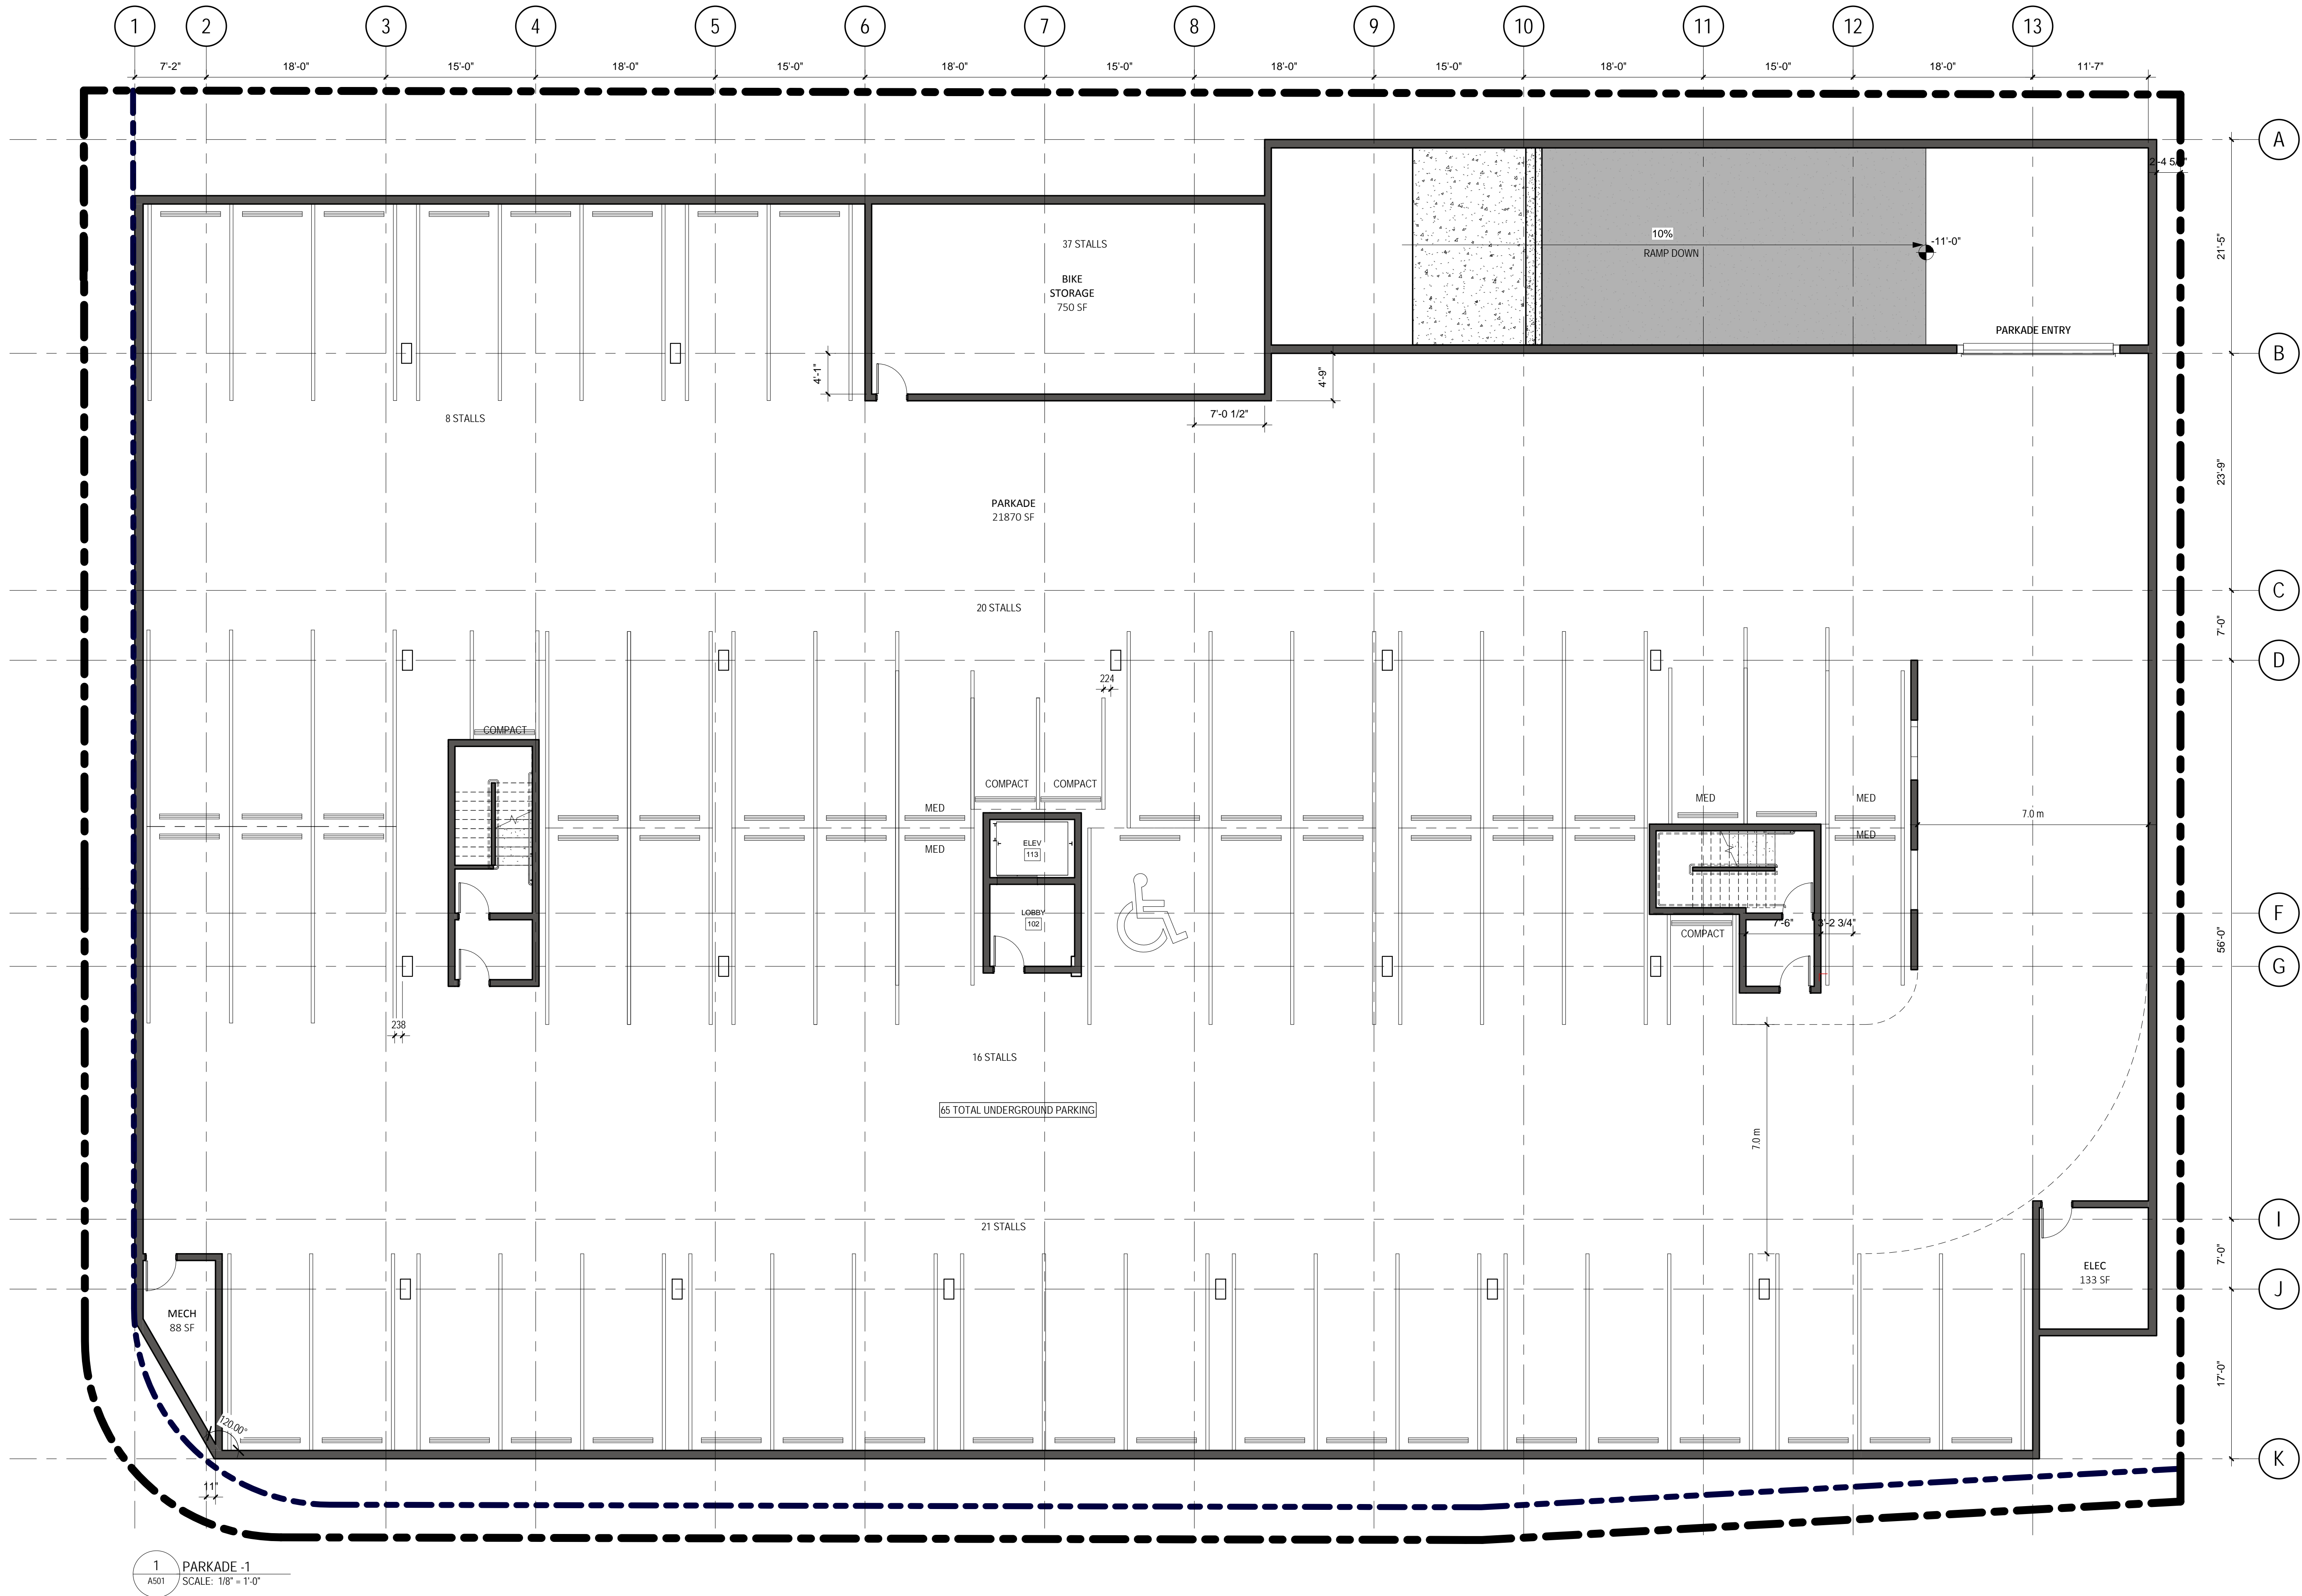 1 2 3 4 5 6 7 8 9 10 11 12 13
7'-2" 18'-0" 15'-0" 18'-0" 15'-0" 18'-0" 15'-0" 18'-0" 15'-0" 18'-0" 15'-0" 18'-0" 11'-7"
A
37 STALLS
10%
RAMP DOWN
-11'-0"
21'-5"
BIKE
STORAGE
750 SF
PARKADE ENTRY
B
4'-1"
4'-9"
7'-0 1/2"
8 STALLS
23'-9"
PARKADE
21870 SF
C
20 STALLS
7'-0"
D
224
COMPACT
COMPACT COMPACT
MED
MED
MED
MED
MED
7.0 m
ELEV
113
LOBBY
102
F
7'-6" 3'-2 3/4"
COMPACT
56'-0"
G
238
16 STALLS
65 TOTAL UNDERGROUND PARKING
7.0 m
21 STALLS
I
7'-0"
ELEC
133 SF
J
MECH
88 SF
17'-0"
120.00°
K
11"
1
A501
PARKADE -1
SCALE: 1/8" = 1'-0"